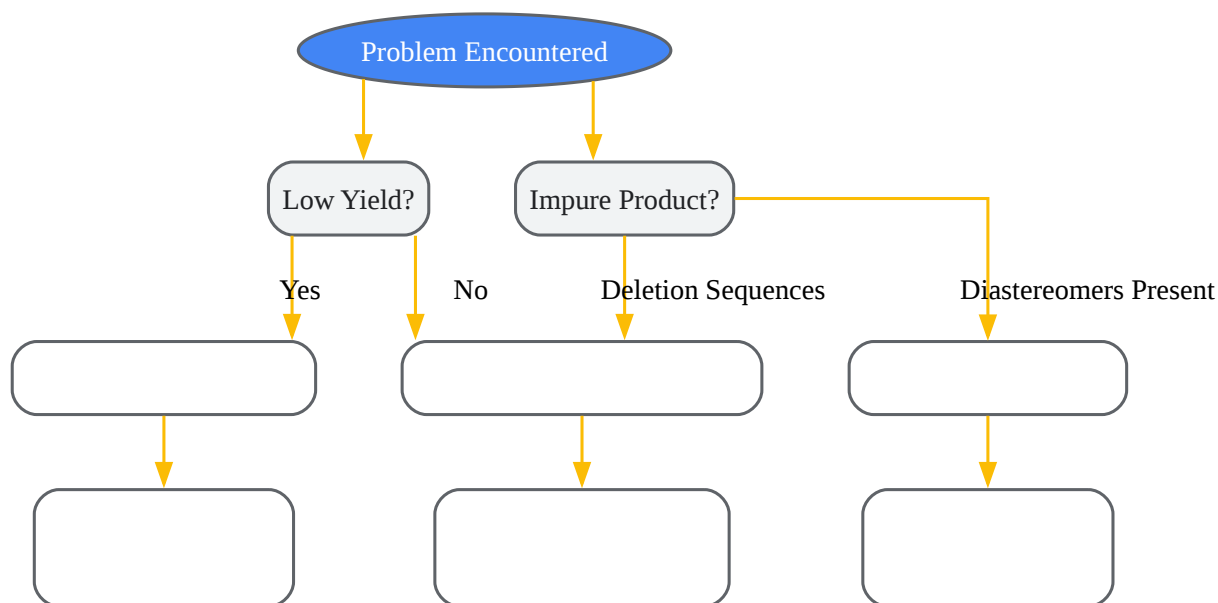 Problem Encountered
Low Yield?
Impure Product?
Yes
No
Deletion Sequences
Diastereomers Present